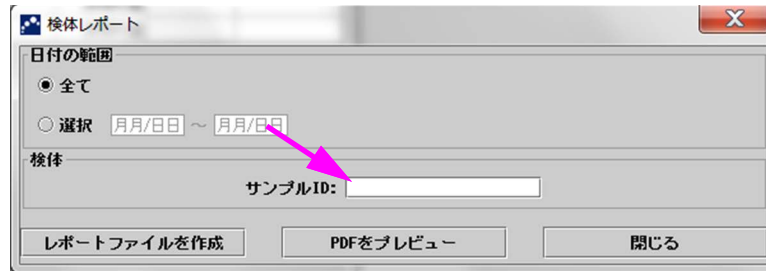 検体レポート
日付の範囲
全て
選択 月月/日日 ～ 月月/日日
検体
サンプルID:
レポートファイルを作成 PDFをプレビュー 閉じる